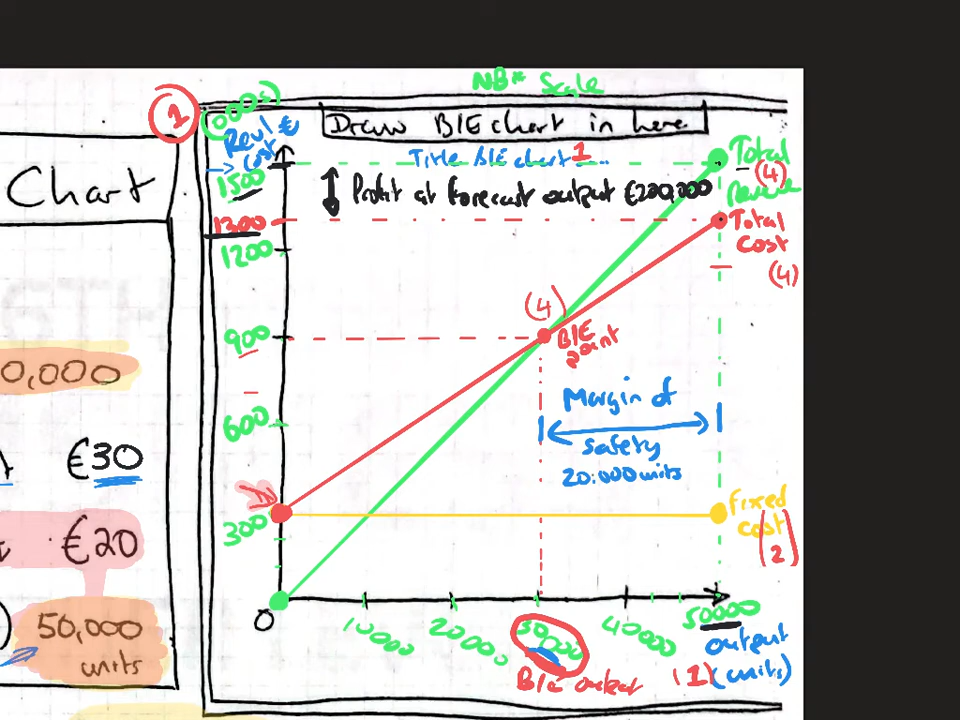 NB* Scale
1
(000s)
Draw B/E chart in here
Rev/ €
Cost
Title B/E chart 1
Total
Revenue
(4)
1500
Profit at forecast output €200,000
Chart
1300
Total
Cost
(4)
1200
(4)
900
B/E
point
0,000
Margin of
safety
20,000 units
600
€30
300
Fixed
cost
(2)
€20
0
10000
20000
30000
40000
50000
50,000
units
output
(units)
B/E output
(1)